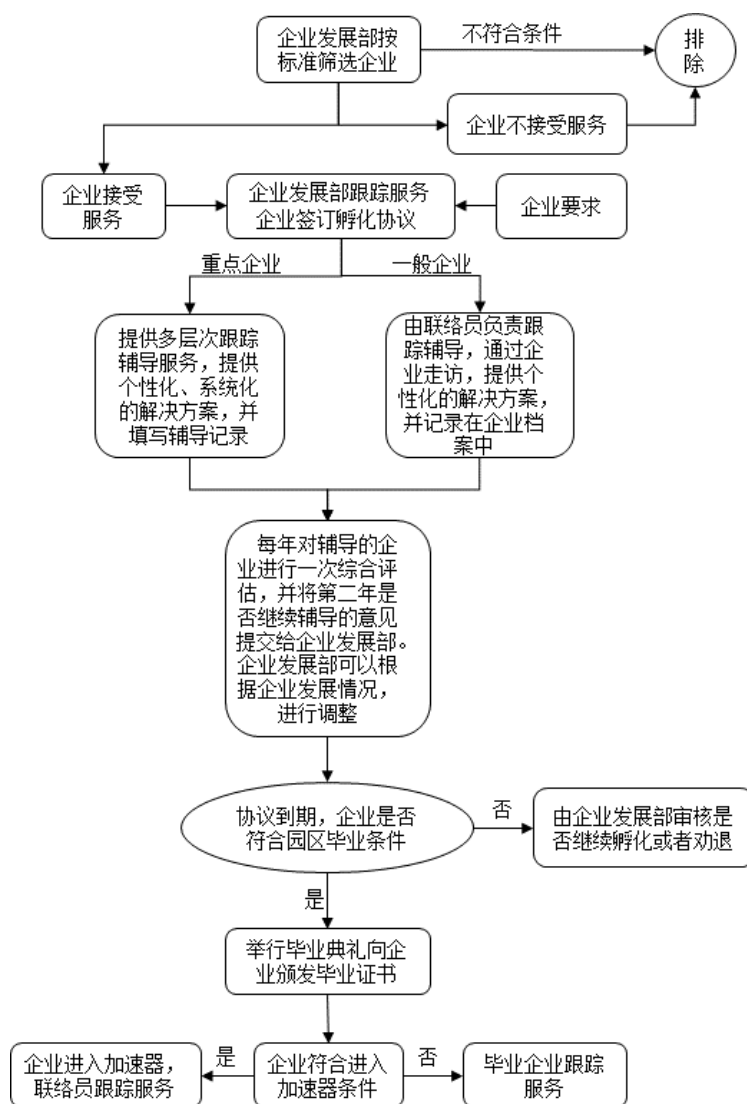 企业发展部按
标准筛选企业
不符合条件
排
除
企业不接受服务
企业接受
服务
企业发展部跟踪服务
企业签订孵化协议
企业要求
重点企业
一般企业
提供多层次跟踪
辅导服务，提供
个性化、系统化
的解决方案，并
填写辅导记录
由联络员负责跟
踪辅导，通过企
业走访，提供个
性化的解决方案，
并记录在企业档
案中
每年对辅导的企
业进行一次综合评
估，并将第二年是
否继续辅导的意见
提交给企业发展部。
企业发展部可以根
据企业发展情况，
进行调整
协议到期，企业是否
符合园区毕业条件
否
由企业发展部审核是
否继续孵化或者劝退
是
举行毕业典礼向企
业颁发毕业证书
企业进入加速器，
联络员跟踪服务
是
企业符合进入
加速器条件
否
毕业企业跟踪
服务